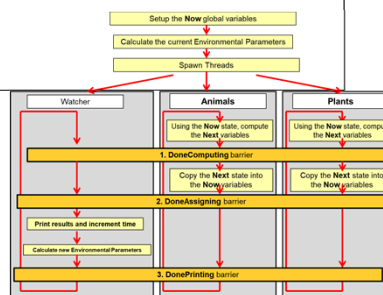 Setup the Now global variables
Calculate the current Environmental Parameters
Spawn Threads
Watcher
Animals
Plants
Using the Now state, compute
the Next variables
Using the Now state, compu
the Next variables
1. DoneComputing barrier
Copy the Next state into
the Now variables
Copy the Next state into
the Now variables
2. DoneAssigning barrier
Print results and increment time
Calculate new Environmental Parameters
3. DonePrinting barrier